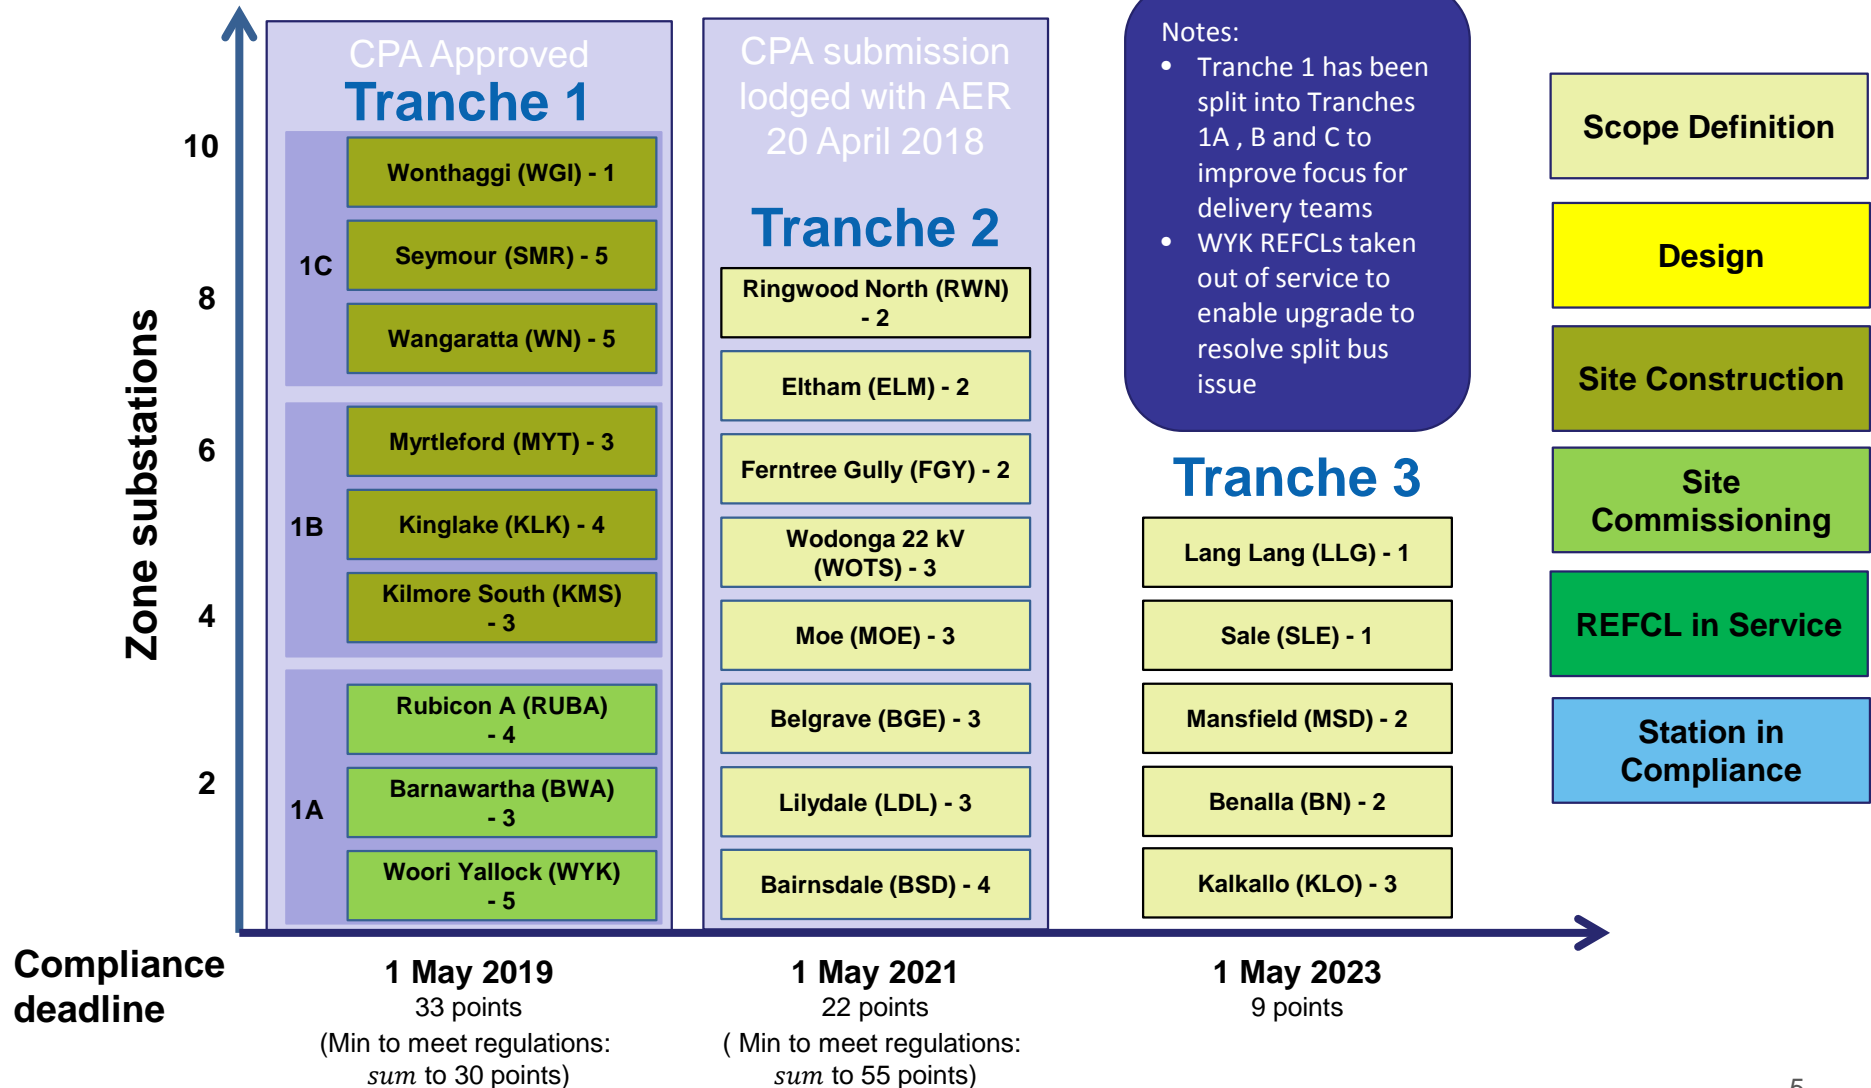 CPA Approved
Tranche 1
1C
Wonthaggi (WGI) - 1
Seymour (SMR) - 5
Wangaratta (WN) - 5
1B
Myrtleford (MYT) - 3
Kinglake (KLK) - 4
Kilmore South (KMS)
- 3
1A
Rubicon A (RUBA)
- 4
Barnawartha (BWA)
- 3
Woori Yallock (WYK)
- 5
CPA submission
lodged with AER
20 April 2018
Tranche 2
Ringwood North (RWN)
- 2
Eltham (ELM) - 2
Ferntree Gully (FGY) - 2
Wodonga 22 kV
(WOTS) - 3
Moe (MOE) - 3
Belgrave (BGE) - 3
Lilydale (LDL) - 3
Bairnsdale (BSD) - 4
Notes:
• Tranche 1 has been
split into Tranches
1A , B and C to
improve focus for
delivery teams
• WYK REFCLs taken
out of service to
enable upgrade to
resolve split bus
issue
Tranche 3
Lang Lang (LLG) - 1
Sale (SLE) - 1
Mansfield (MSD) - 2
Benalla (BN) - 2
Kalkallo (KLO) - 3
Scope Definition
Design
Site Construction
Site
Commissioning
REFCL in Service
Station in
Compliance
Zone substations
10
8
6
4
2
Compliance
deadline
1 May 2019
33 points
(Min to meet regulations:
sum to 30 points)
1 May 2021
22 points
( Min to meet regulations:
sum to 55 points)
1 May 2023
9 points
5